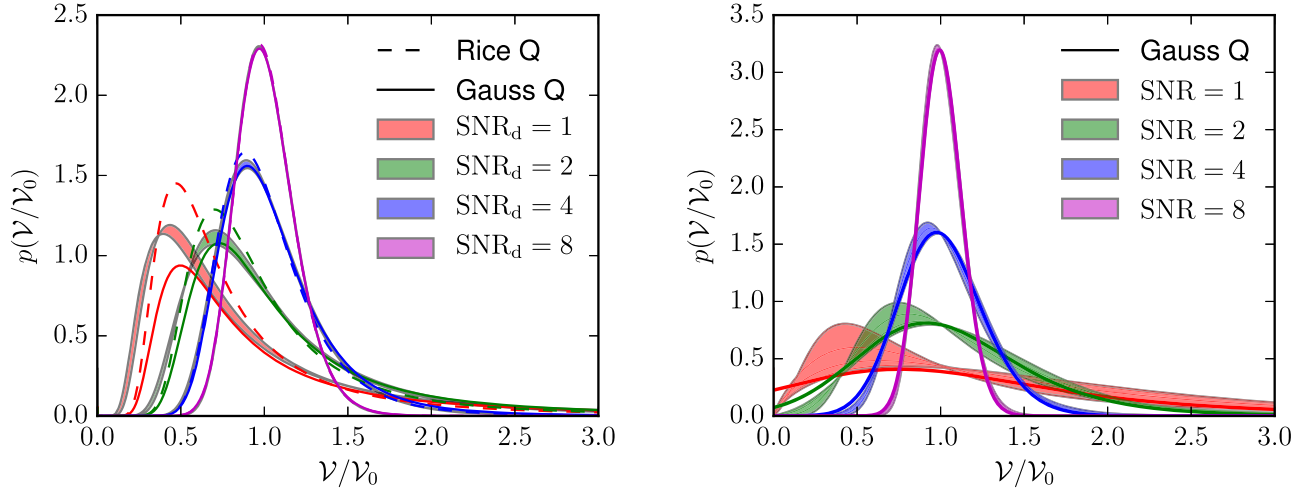 2.5
2.0
1.5
1.0
0.5
0.0
p(𝒱/𝒱₀)
0.0 0.5 1.0 1.5 2.0 2.5 3.0
𝒱/𝒱₀
Rice Q
Gauss Q
SNR_d = 1
SNR_d = 2
SNR_d = 4
SNR_d = 8
3.5
3.0
2.5
2.0
1.5
1.0
0.5
0.0
p(𝒱/𝒱₀)
0.0 0.5 1.0 1.5 2.0 2.5 3.0
𝒱/𝒱₀
Gauss Q
SNR = 1
SNR = 2
SNR = 4
SNR = 8